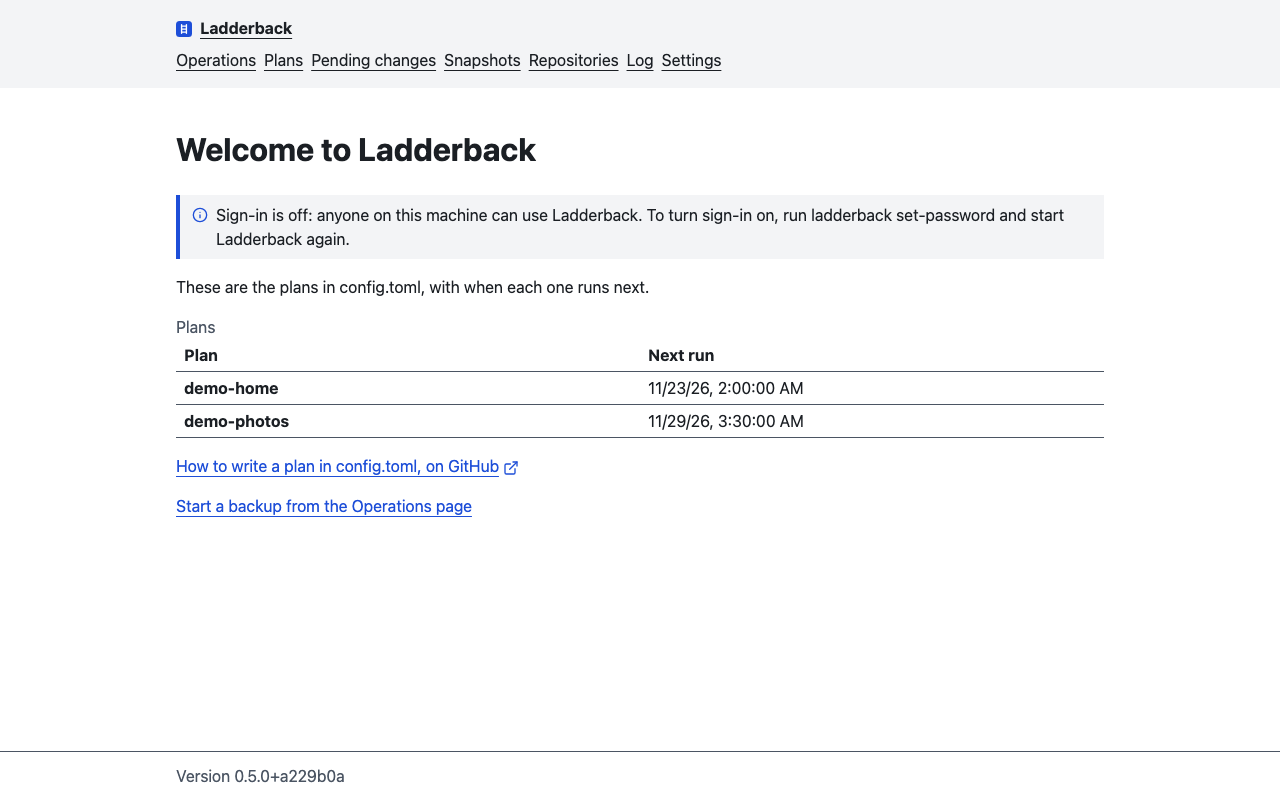 Ladderback
Operations Plans Pending changes Snapshots Repositories Log Settings
Welcome to Ladderback
Sign-in is off: anyone on this machine can use Ladderback. To turn sign-in on, run ladderback set-password and start
Ladderback again.
These are the plans in config.toml, with when each one runs next.
Plans
Plan Next run
demo-home 11/23/26, 2:00:00 AM
demo-photos 11/29/26, 3:30:00 AM
How to write a plan in config.toml, on GitHub
Start a backup from the Operations page
Version 0.5.0+a229b0a